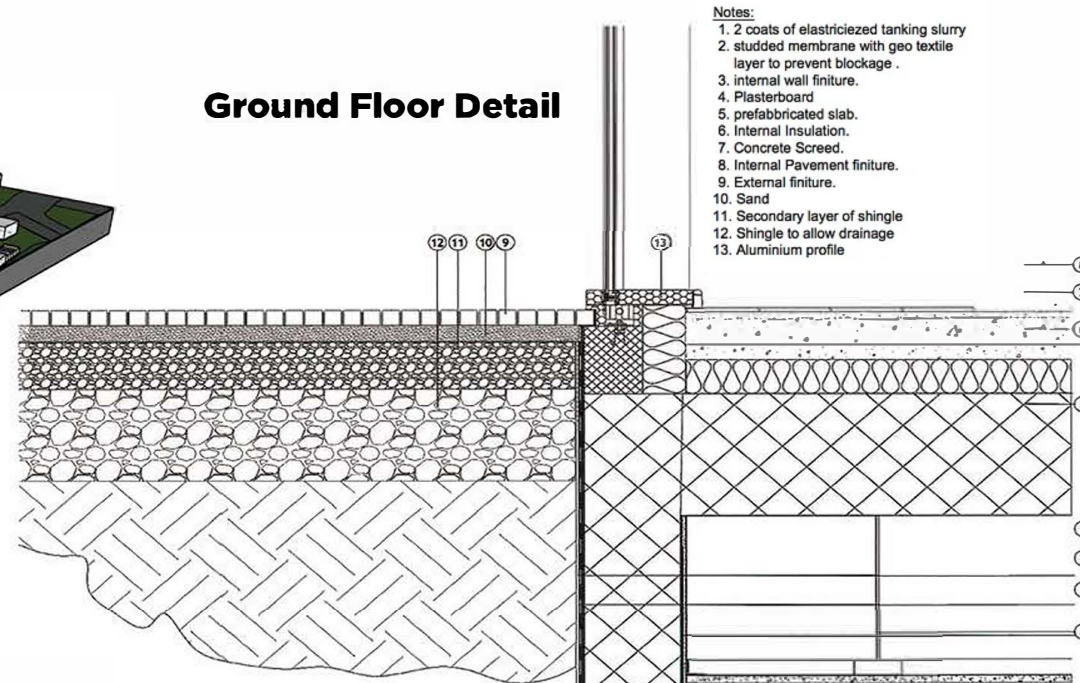 Notes:
1. 2 coats of elastriciezed tanking slurry
2. studded membrane with geo textile
layer to prevent blockage .
3. internal wall finiture.
4. Plasterboard
5. prefabbricated slab.
6. Internal Insulation.
7. Concrete Screed.
8. Internal Pavement finiture.
9. External finiture.
10. Sand
11. Secondary layer of shingle
12. Shingle to allow drainage
13. Aluminium profile
Ground Floor Detail
12 11 10 9 13